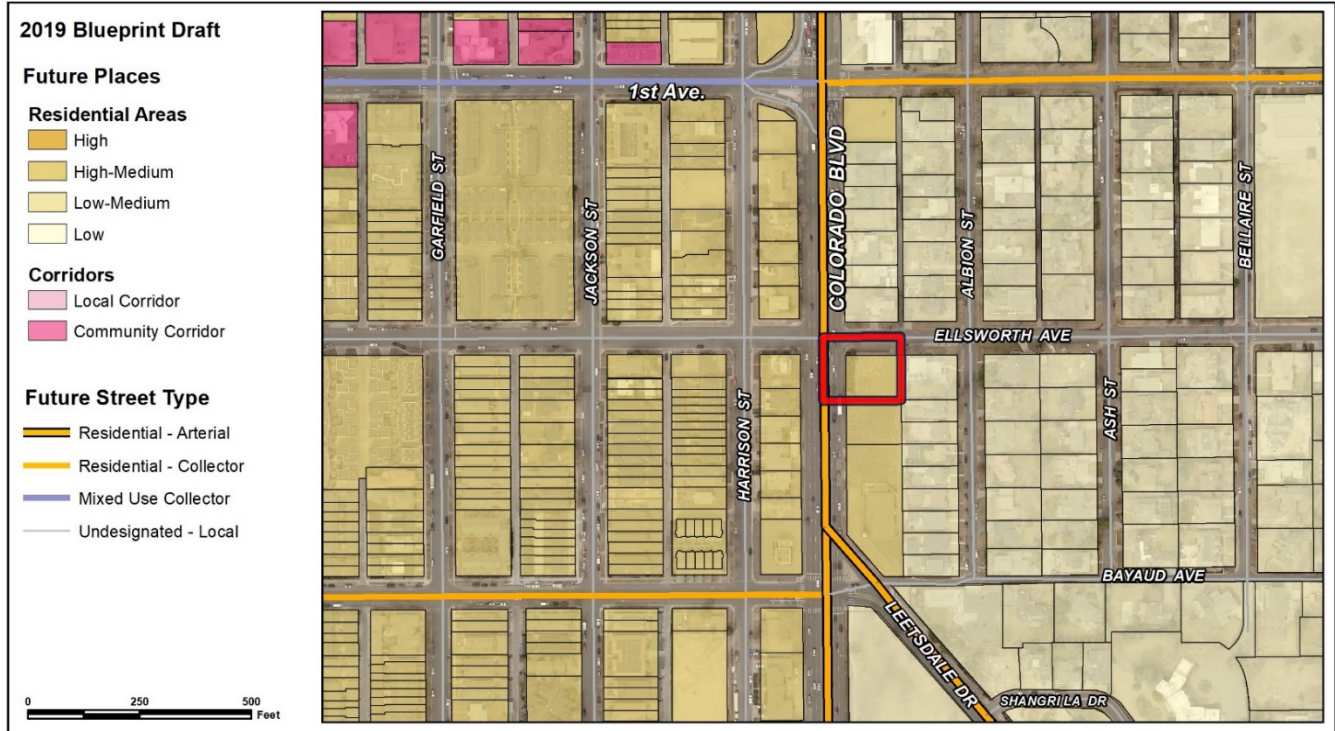 2019 Blueprint Draft
Future Places
Residential Areas
High
High-Medium
Low-Medium
Low
Corridors
Local Corridor
Community Corridor
Future Street Type
Residential - Arterial
Residential - Collector
Mixed Use Collector
Undesignated - Local
0 250 500
Feet
1st Ave.
GARFIELD ST
JACKSON ST
HARRISON ST
COLORADO BLVD
ALBION ST
ASH ST
BELLAIRE ST
ELLSWORTH AVE
BAYAUD AVE
LEETSDALE DR
SHANGRI LA DR